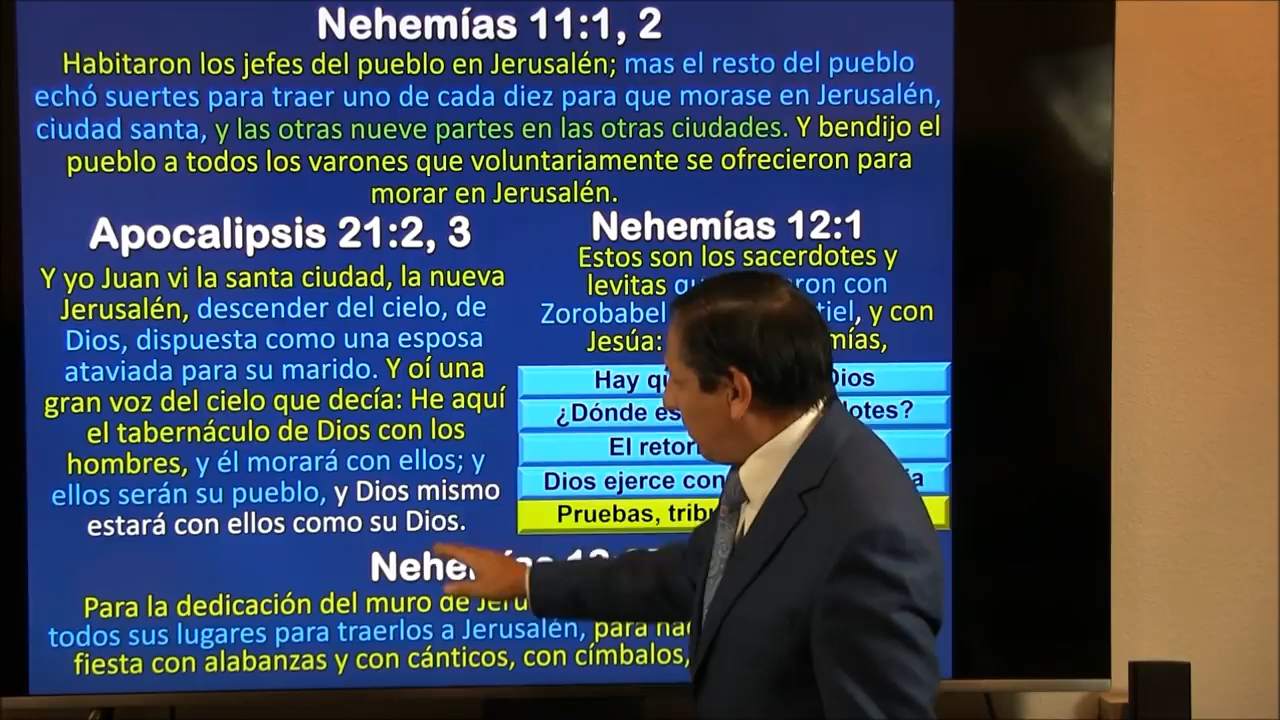 Nehemías 11:1, 2
Habitaron los jefes del pueblo en Jerusalén; mas el resto del pueblo
echó suertes para traer uno de cada diez para que morase en Jerusalén,
ciudad santa, y las otras nueve partes en las otras ciudades. Y bendijo el
pueblo a todos los varones que voluntariamente se ofrecieron para
morar en Jerusalén.
Apocalipsis 21:2, 3
Y yo Juan vi la santa ciudad, la nueva
Jerusalén, descender del cielo, de
Dios, dispuesta como una esposa
ataviada para su marido. Y oí una
gran voz del cielo que decía: He aquí
el tabernáculo de Dios con los
hombres, y él morará con ellos; y
ellos serán su pueblo, y Dios mismo
estará con ellos como su Dios.
Nehemías 12:1
Estos son los sacerdotes y
levitas con
Zorobabel y con
Jesúa:
Hay Dios
¿Dónde
El
Dios ejerce
Pruebas,
Para la dedicación del muro de
todos sus lugares para traerlos a Jerusalén, para
fiesta con alabanzas y con cánticos, con címbalos,